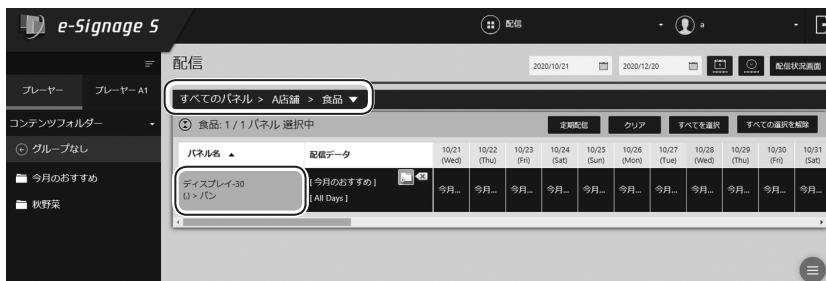 e-Signage S
配信
a
配信
2020/10/21
2020/12/20
配信状況画面
プレーヤー
プレーヤー A1
すべてのパネル > A店舗 > 食品 ▼
コンテンツフォルダー
食品: 1 / 1 パネル 選択中
定期配信
クリア
すべてを選択
すべての選択を解除
グループなし
パネル名 ▲
配信データ
10/21 (Wed)
10/22 (Thu)
10/23 (Fri)
10/24 (Sat)
10/25 (Sun)
10/26 (Mon)
10/27 (Tue)
10/28 (Wed)
10/29 (Thu)
10/30 (Fri)
10/31 (Sat)
今月のおすすめ
秋野菜
ディスプレイ-30
(.) > パン
[ 今月のおすすめ ]
[ All Days ]
今月...
今月...
今月...
今月...
今月...
今月...
今月...
今月...
今月...
今月...
今月...